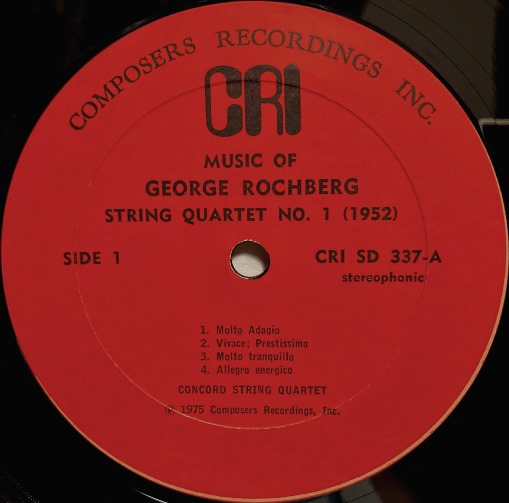 COMPOSERS RECORDINGS INC.
CRI
MUSIC OF
GEORGE ROCHBERG
STRING QUARTET NO. 1 (1952)
SIDE 1
CRI SD 337-A
stereophonic
1. Molto Adagio
2. Vivace; Prestissimo
3. Molto tranquillo
4. Allegro energico
CONCORD STRING QUARTET
℗ 1975 Composers Recordings, Inc.